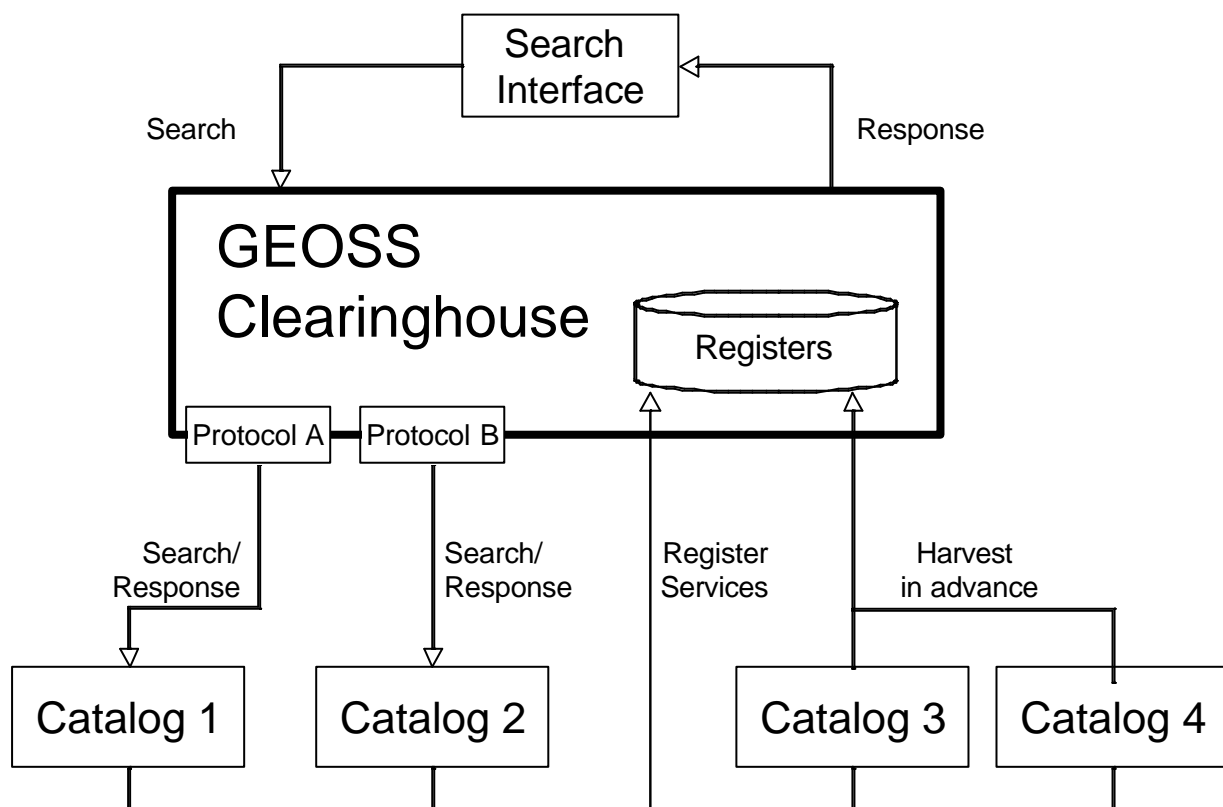 Search
Interface
Search
Response
GEOSS
Clearinghouse
Registers
Protocol A
Protocol B
Search/
Response
Search/
Response
Register
Services
Harvest
in advance
Catalog 1
Catalog 2
Catalog 3
Catalog 4